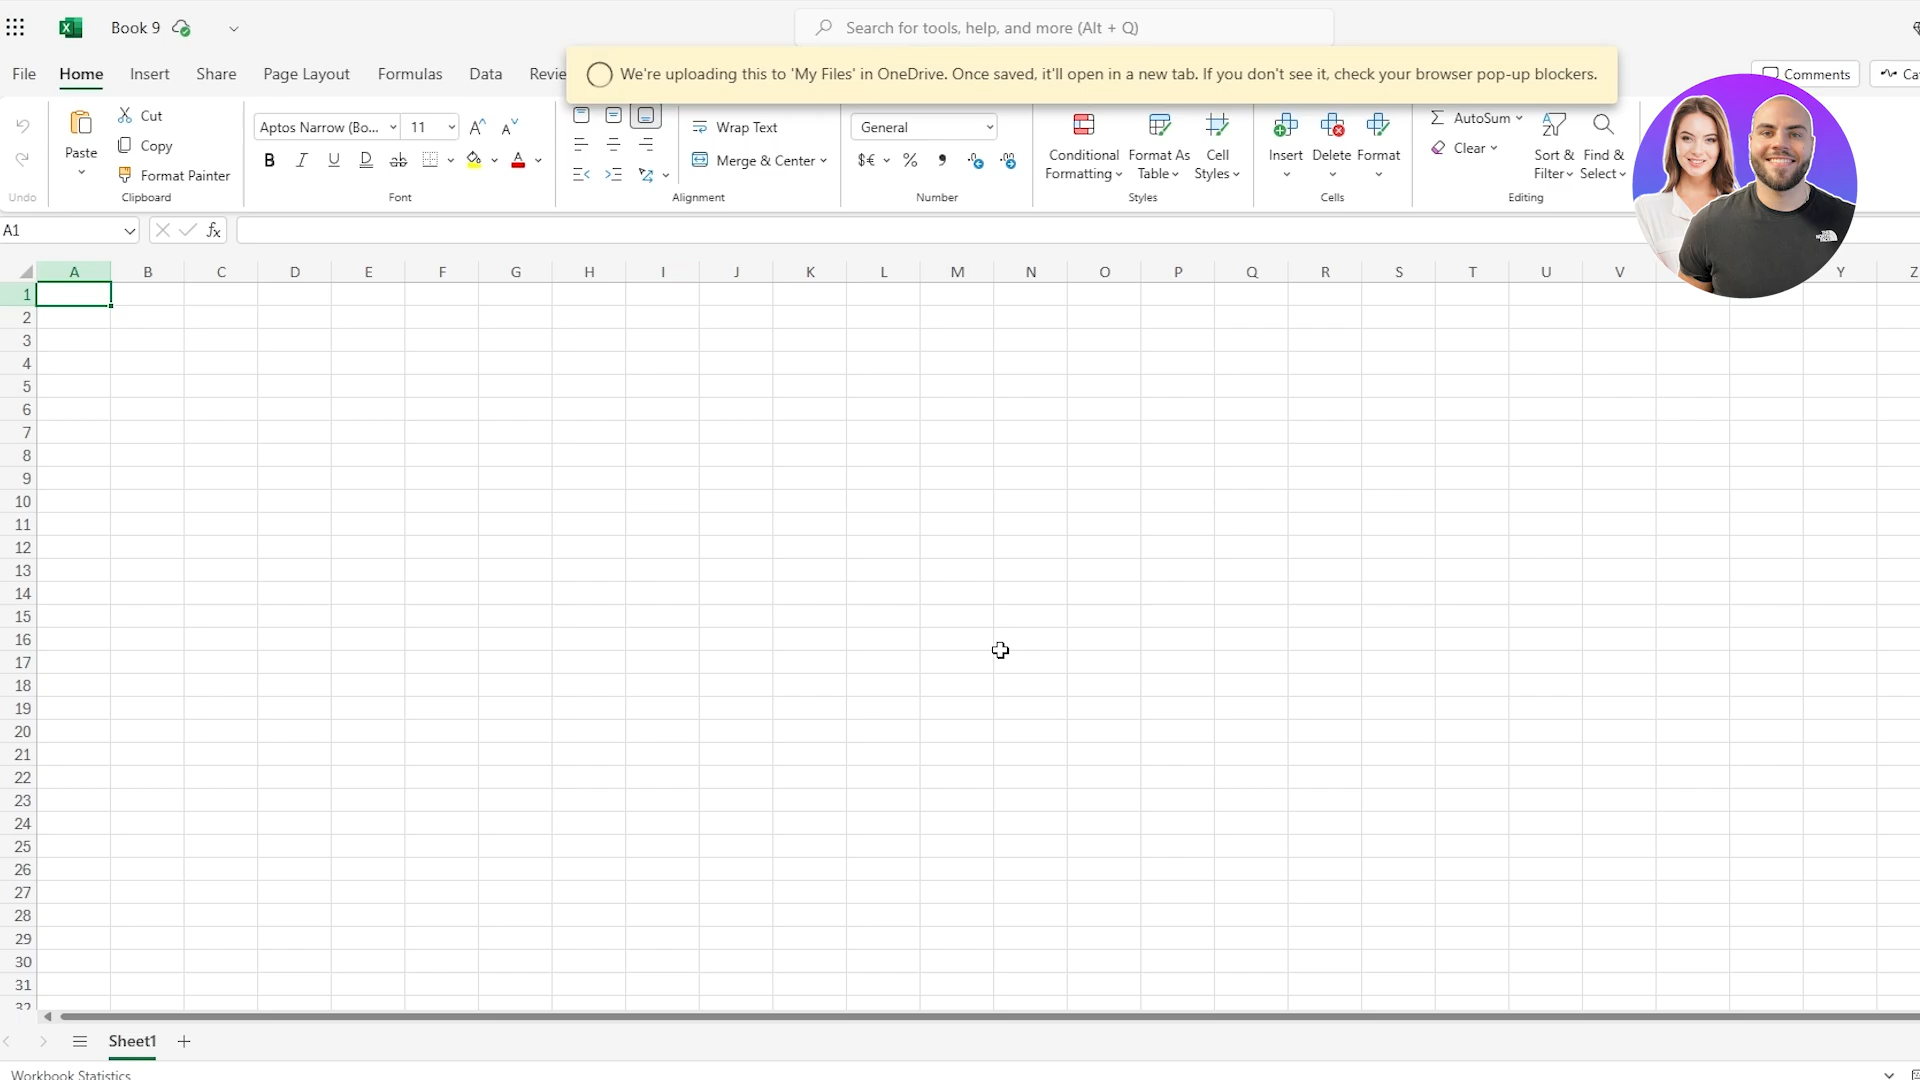 Book 9
Search for tools, help, and more (Alt + Q)
File Home Insert Share Page Layout Formulas Data
We're uploading this to 'My Files' in OneDrive. Once saved, it'll open in a new tab. If you don't see it, check your browser pop-up blockers.
Comments
Paste
Cut
Copy
Format Painter
Aptos Narrow (Bo... 11
Wrap Text
Merge & Center
General
$€ % ,
Conditional Formatting
Format As Table
Cell Styles
Insert Delete Format
AutoSum
Clear
Sort & Filter
Find & Select
Undo Clipboard Font Alignment Number Styles Cells Editing
A1
fx
A B C D E F G H I J K L M N O P Q R S T U V Y Z
1
2
3
4
5
6
7
8
9
10
11
12
13
14
15
16
17
18
19
20
21
22
23
24
25
26
27
28
29
30
31
32
Sheet1
Workbook Statistics